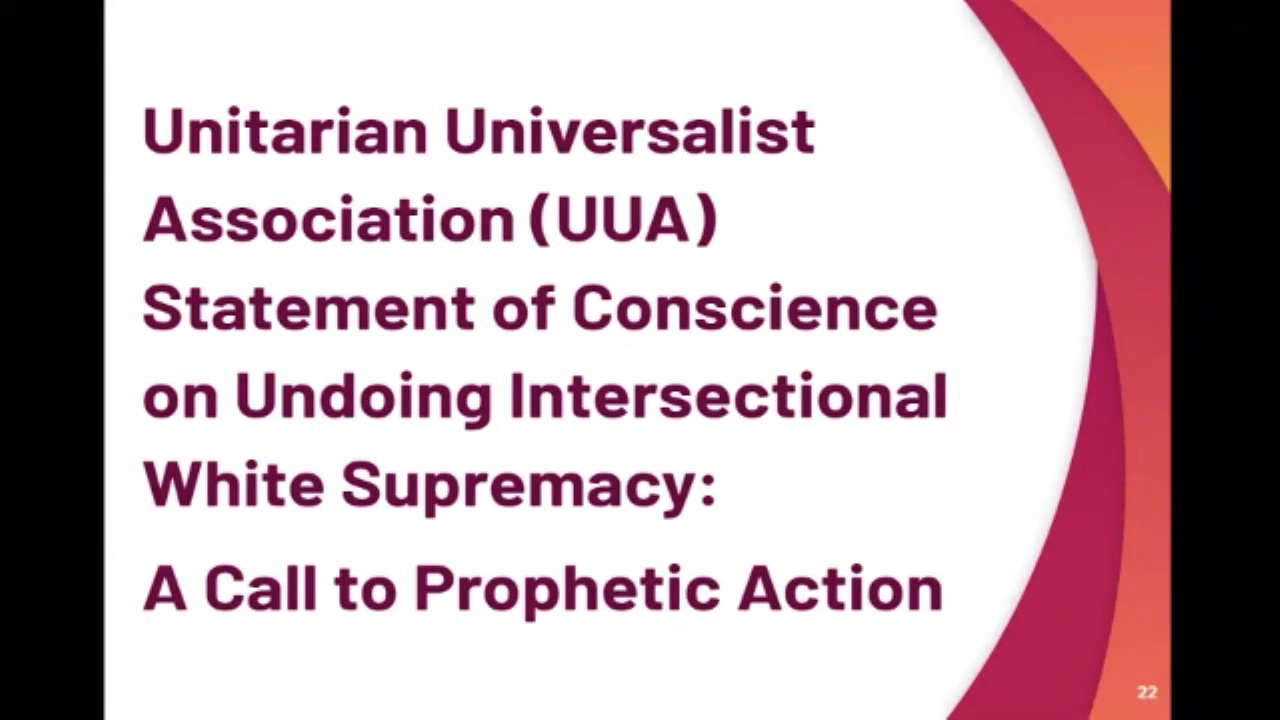 Unitarian Universalist
Association (UUA)
Statement of Conscience
on Undoing Intersectional
White Supremacy:
A Call to Prophetic Action
22